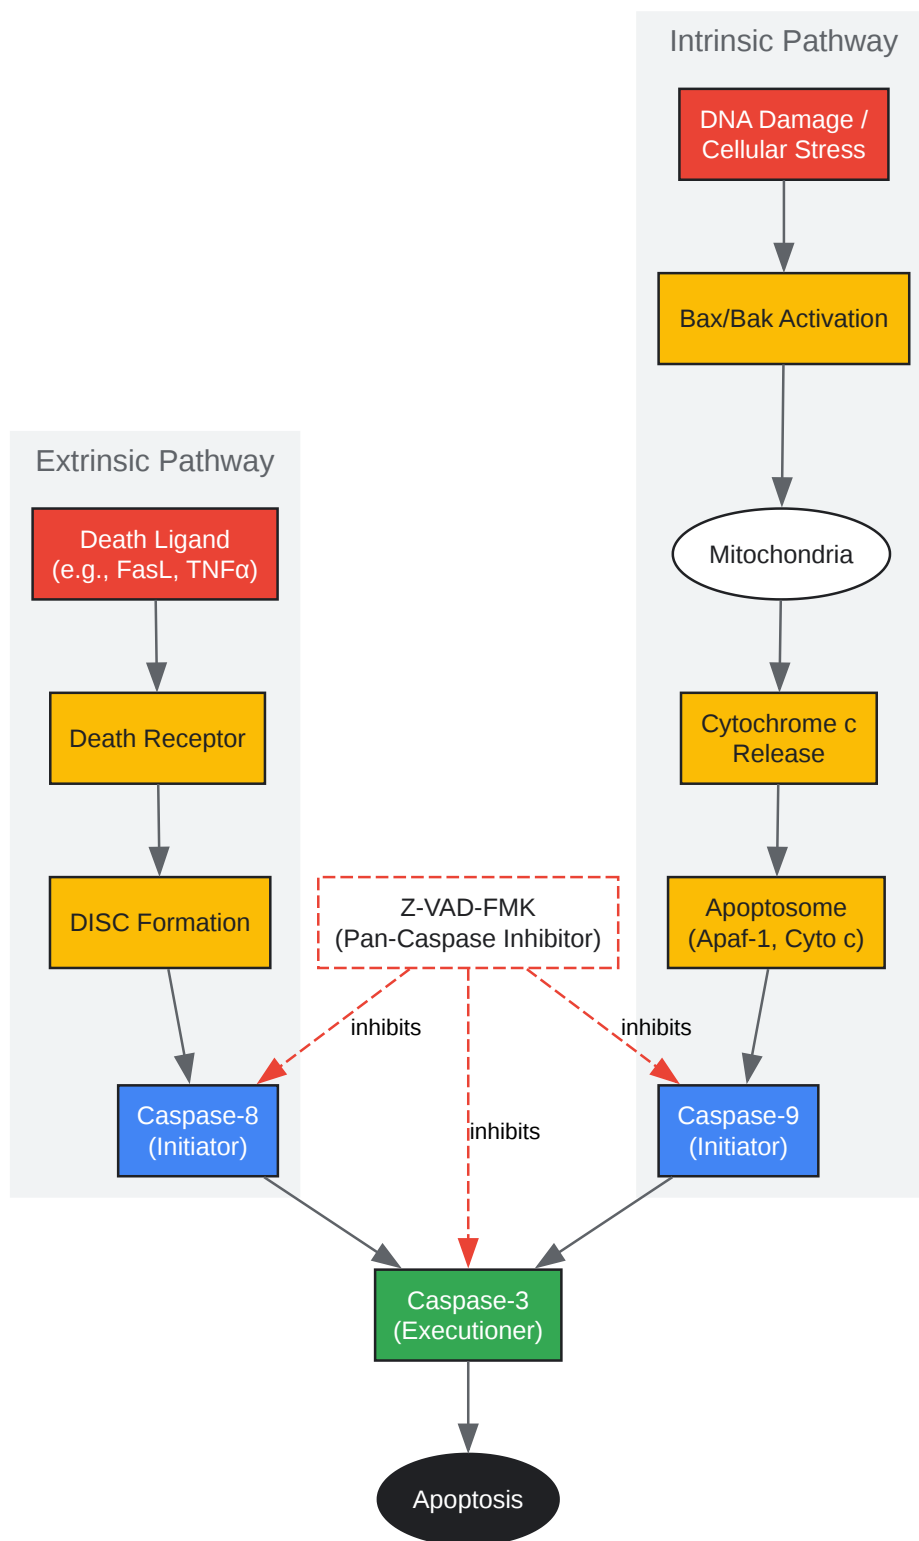 Intrinsic Pathway
DNA Damage /
Cellular Stress
Bax/Bak Activation
Extrinsic Pathway
Death Ligand
(e.g., FasL, TNFα)
Mitochondria
Death Receptor
Cytochrome c
Release
DISC Formation
Z-VAD-FMK
(Pan-Caspase Inhibitor)
Apoptosome
(Apaf-1, Cyto c)
inhibits
inhibits
Caspase-8
(Initiator)
inhibits
Caspase-9
(Initiator)
Caspase-3
(Executioner)
Apoptosis